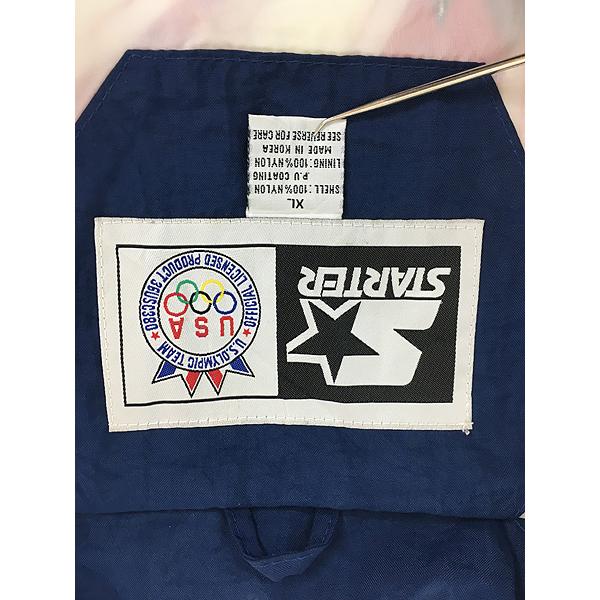 STARTER
U.S.OLYMPIC TEAM
USA
OFFICIAL LICENSED PRODUCT 36USC380
XL
SHELL:100%NYLON
P.U COATING
LINING:100%NYLON
MADE IN KOREA
SEE REVERSE FOR CARE